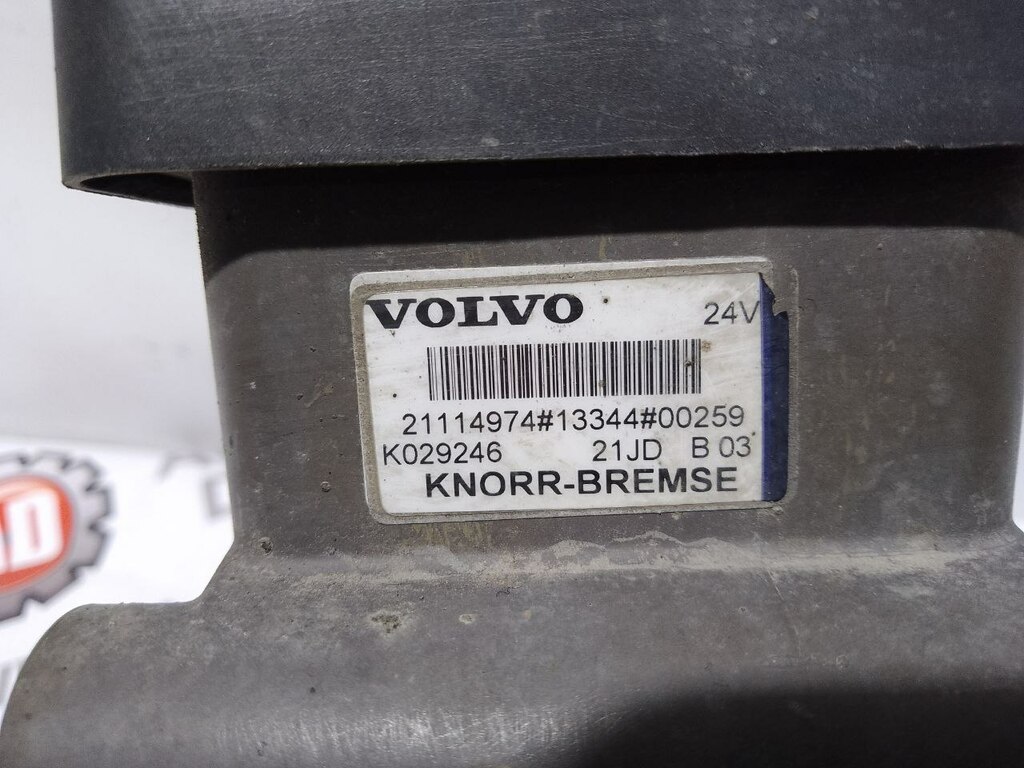 VOLVO 24V
21114974#13344#00259
K029246 21JD B 03
KNORR-BREMSE